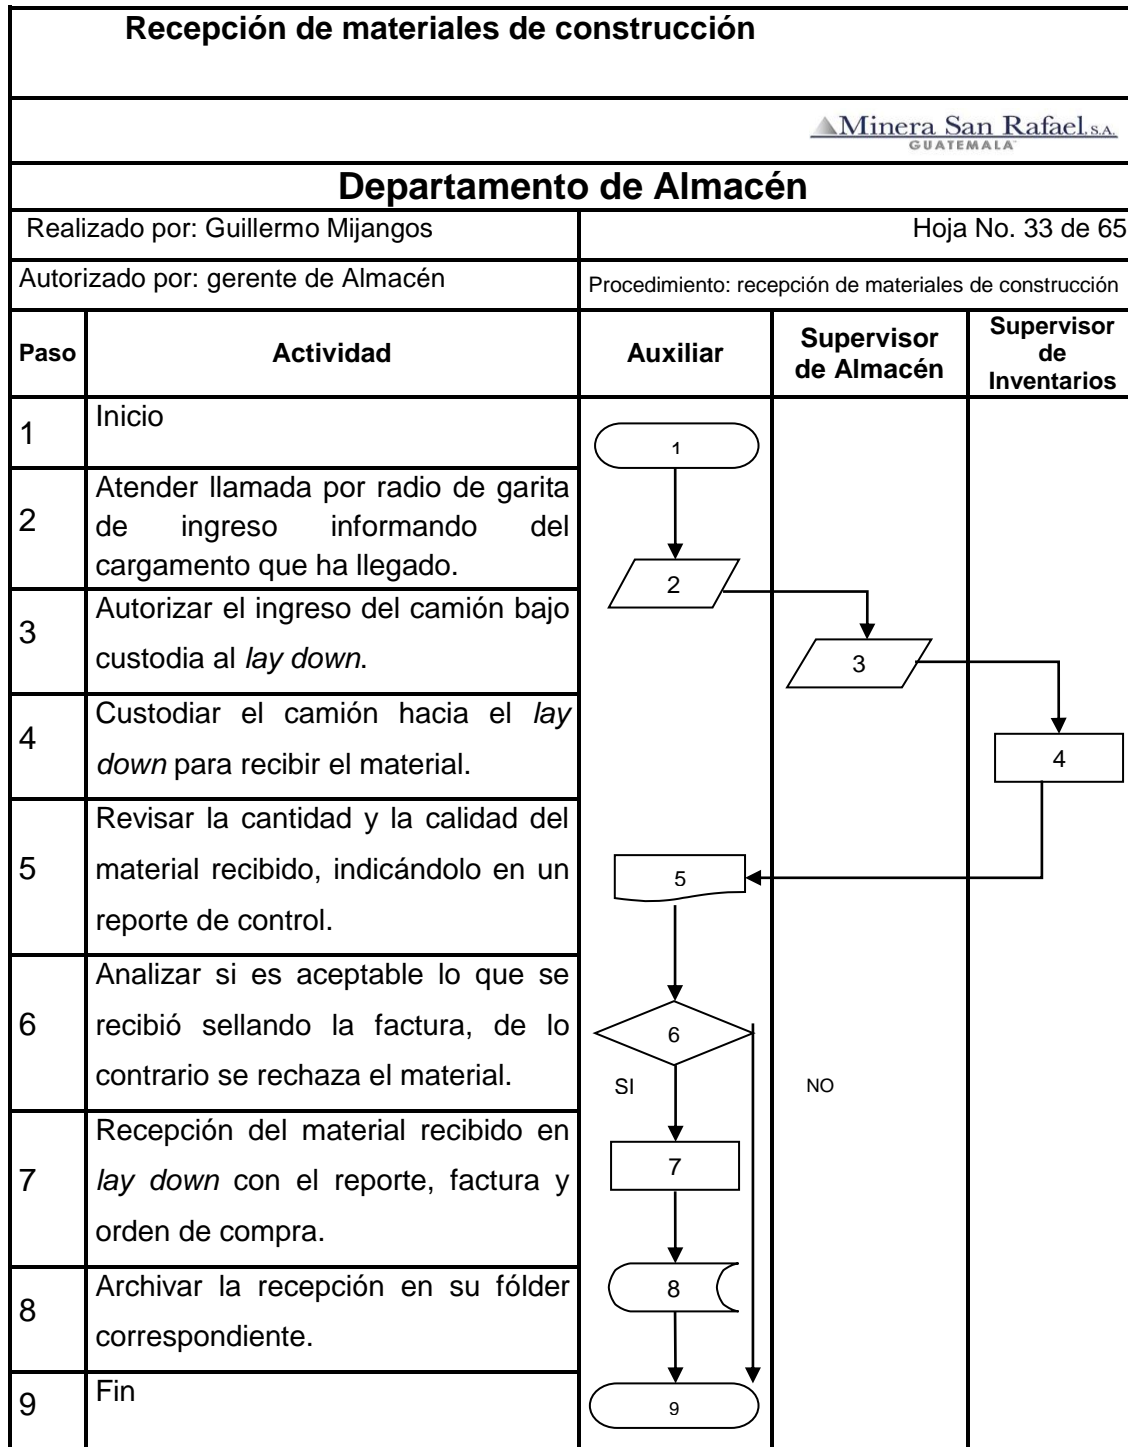 Recepción de materiales de construcción
Minera San Rafael S.A.
GUATEMALA
Departamento de Almacén
Realizado por: Guillermo Mijangos
Hoja No. 33 de 65
Autorizado por: gerente de Almacén
Procedimiento: recepción de materiales de construcción
Paso
Actividad
Auxiliar
Supervisor
de Almacén
Supervisor
de
Inventarios
1
Inicio
1
2
Atender llamada por radio de garita
de ingreso informando del
cargamento que ha llegado.
2
3
Autorizar el ingreso del camión bajo
custodia al lay down.
3
4
Custodiar el camión hacia el lay
down para recibir el material.
4
5
Revisar la cantidad y la calidad del
material recibido, indicándolo en un
reporte de control.
5
6
Analizar si es aceptable lo que se
recibió sellando la factura, de lo
contrario se rechaza el material.
6
SI
NO
7
Recepción del material recibido en
lay down con el reporte, factura y
orden de compra.
7
8
Archivar la recepción en su fólder
correspondiente.
8
9
Fin
9